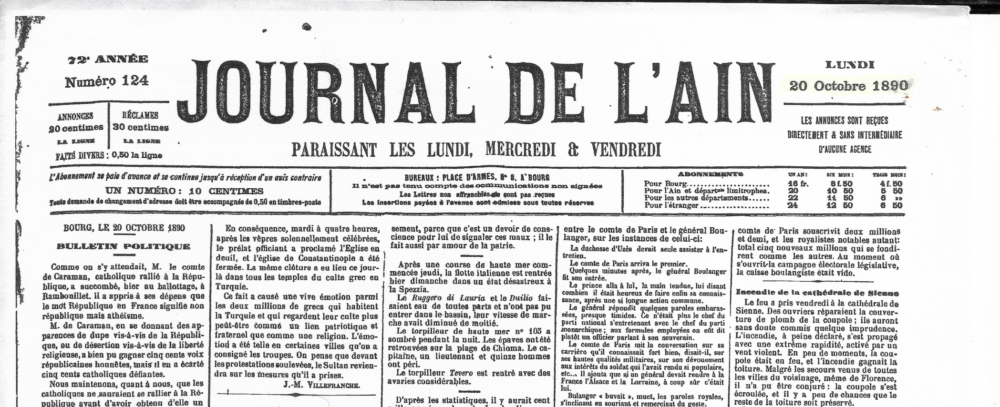 72e ANNÉE
Numéro 124
ANNONCES
20 centimes
LA LIGNE
RÉCLAMES
30 centimes
LA LIGNE
FAITS DIVERS : 0,50 la ligne
JOURNAL DE L'AIN
PARAISSANT LES LUNDI, MERCREDI & VENDREDI
LUNDI
20 Octobre 1890
LES ANNONCES SONT REÇUES
DIRECTEMENT & SANS INTERMÉDIAIRE
D'AUCUNE AGENCE
L'Abonnement se paie d'avance et se continue jusqu'à réception d'un avis contraire
UN NUMÉRO : 10 CENTIMES
Toute demande de changement d'adresse doit être accompagnée de 0,50 en timbres-poste
BUREAUX : PLACE D'ARMES, No 8, A BOURG
Il n'est pas tenu compte des communications non signées
Les Lettres non affranchies ne sont pas reçues
Les insertions payées à l'avance sont admises sous toutes réserves
ABONNEMENTS UN AN : SIX MOIS : TROIS MOIS :
Pour Bourg........................ 16 fr. 8 f. 50 4 f. 50
Pour l'Ain et départts limitrophes. 20 10 50 5 50
Pour les autres départements...... 22 11 50 6 »»
Pour l'étranger.................... 24 12 50 6 50
BOURG, LE 20 OCTOBRE 1890
BULLETIN POLITIQUE
Comme on s'y attendait, M. le comte
de Caraman, catholique rallié à la Répu-
blique, a succombé, hier au ballottage, à
Rambouillet. Il a appris à ses dépens que
le mot République en France signifie non
république mais athéïsme.
M. de Caraman, en se donnant des ap-
parences de dupe vis-à-vis de la Républi-
que, ou de désertion vis-à-vis de la liberté
religieuse, a bien pu gagner cinq cents voix
républicaines honnêtes, mais il en a écarté
cinq cents catholiques défiantes.
Nous maintenons, quant à nous, que les
catholiques ne sauraient se rallier à la Ré-
publique avant d'avoir obtenu d'elle un
En conséquence, mardi à quatre heures,
après les vêpres solennellement célébrées,
le prélat officiant a proclamé l'Eglise en
deuil, et l'église de Constantinople a été
fermée. La même clôture a eu lieu ce jour-
là dans tous les temples du culte grec en
Turquie.
Ce fait a causé une vive émotion parmi
les deux millions de grecs qui habitent
la Turquie et qui regardent leur culte plus
peut-être comme un lien patriotique et
fraternel que comme une religion. L'émo-
tion a été telle en certaines villes qu'on a
consigné les troupes. On pense que devant
les protestations soulevées, le Sultan revien-
dra sur les mesures qu'il a prises.
J.-M. VILLEFRANCHE.
sement, parce que c'est un devoir de cons-
cience pour lui de signaler ces maux ; il le
fait aussi par amour de la patrie.
Après une course de haute mer com-
mencée jeudi, la flotte italienne est rentrée
hier dimanche dans un état désastreux à
la Spezzia.
Le Ruggero di Lauria et le Duilio fai-
saient eau de toutes parts et n'ont pas pu
entrer dans le bassin, leur vitesse de mar-
che avait diminué de moitié.
Le torpilleur de haute mer no 105 a
sombré pendant la nuit. Les épaves ont été
retrouvées sur la plage de Chioma. Le ca-
pitaine, un lieutenant et quinze hommes
ont péri.
Le torpilleur Tevero est rentré avec des
avaries considérables.
D'après les statistiques, il y aurait cent
entre le comte de Paris et le général Bou-
langer, sur les instances de celui-ci:
La duchesse d'Uzès devait seule assister à l'en-
tretien.
Le comte de Paris arriva le premier.
Quelques minutes après, le général Boulanger
fit son entrée.
Le prince alla à lui, la main tendue, lui disant
combien il était heureux de faire enfin sa connais-
sance, après une si longue action commune.
Le général répondit quelques paroles embaras-
sées, presque timides. Ce n'était plus le chef du
parti national s'entretenant avec le chef du parti
monarchique ; aux formules employées on eût dit
plutôt un officier parlant à son souverain.
Le comte de Paris mit la conversation sur sa
carrière qu'il connaissait fort bien, disait-il, sur
ses hautes qualités militaires, sur son dévouement
aux intérêts du soldat qui l'avait rendu si populaire,
etc... Il ajouta que si un général devait rendre à la
France l'Alsace et la Lorraine, à coup sûr c'était
lui.
Bulanger « buvait », muet, les paroles royales,
s'inclinant en souriant et remerciant du geste.
comte de Paris souscrivit deux millions
et demi, et les royalistes notables autant:
total cinq nouveaux millions qui se fondi-
rent comme les autres. Au moment où
s'ouvrit la campagne électorale législative,
la caisse boulangiste était vide.
Incendie de la cathédrale de Sienne
Le feu a pris vendredi à la cathédrale de
Sienne. Des ouvriers réparaient la couver-
ture de plomb de la coupole ; ils auront
sans doute commis quelque imprudence.
L'incendie, à peine déclaré, s'est propagé
avec une extrême rapidité, activé par un
vent violent. En peu de moments, la cou-
pole était en feu, et l'incendie gagnait la
toiture. Malgré les secours venus de toutes
les villes du voisinage, même de Florence,
il n'a pu être conjuré : la coupole s'est
écroulée, et il y a peu de chances que le
reste de la toiture soit préservé.